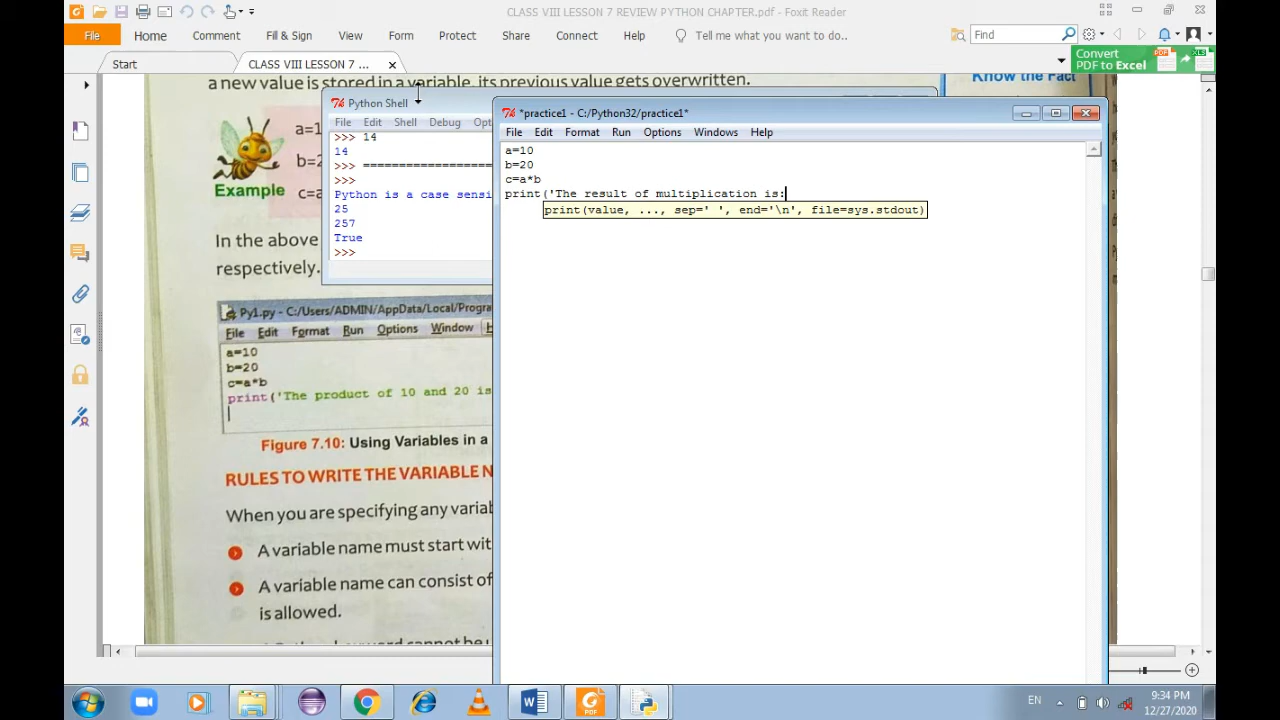 CLASS VIII LESSON 7 REVIEW PYTHON CHAPTER.pdf - Foxit Reader
File Home Comment Fill & Sign View Form Protect Share Connect Help Tell me what you want to do.. Find
Start CLASS VIII LESSON 7 ...
Convert
PDF to Excel
a new value is stored in a variable, its previous value gets overwritten.
Know the Fact
Python Shell
File Edit Shell Debug
>>> 14
14
>>> ==================
>>>
Python is a case sensi
25
257
True
>>>
*practice1 - C:/Python32/practice1*
File Edit Format Run Options Windows Help
a=10
b=20
c=a*b
print('The result of multiplication is:
print(value, ..., sep=' ', end='\n', file=sys.stdout)
Example
a=1
b=2
c=a
In the above
respectively.
Py1.py - C:/Users/ADMIN/AppData/Local/Progra
File Edit Format Run Options Window
a=10
b=20
c=a*b
print('The product of 10 and 20 is
Figure 7.10: Using Variables in a
RULES TO WRITE THE VARIABLE N
When you are specifying any variab
A variable name must start wit
A variable name can consist of
is allowed.
EN
9:34 PM
12/27/2020